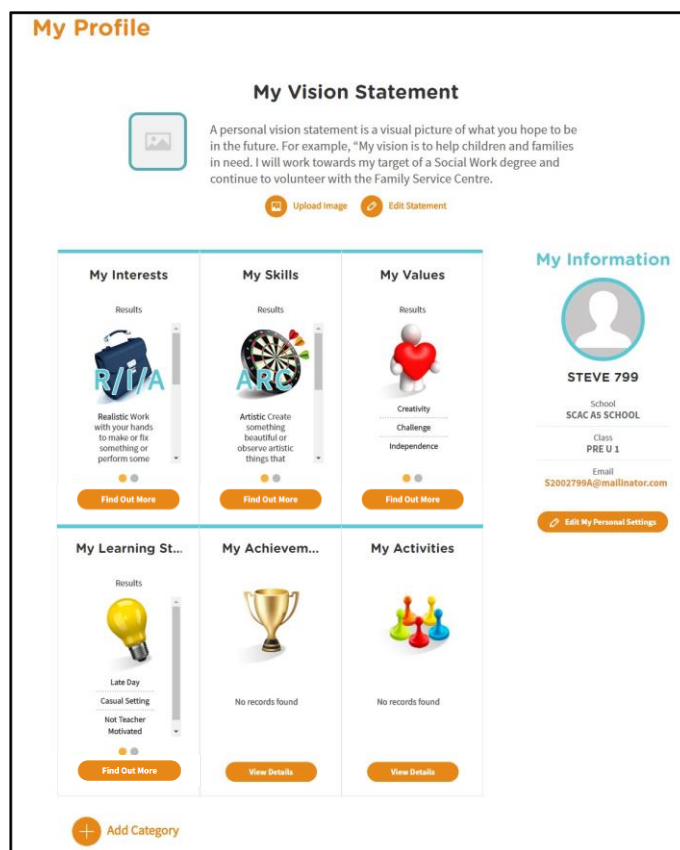 My Profile
My Vision Statement
A personal vision statement is a visual picture of what you hope to be
in the future. For example, “My vision is to help children and families
in need. I will work towards my target of a Social Work degree and
continue to volunteer with the Family Service Centre.
Upload Image
Edit Statement
My Interests
Results
R/I/A
Realistic Work
with your hands
to make or fix
something or
perform some
Find Out More
My Skills
Results
ARC
Artistic Create
something
beautiful or
observe artistic
things that
Find Out More
My Values
Results
Creativity
Challenge
Independence
Find Out More
My Information
STEVE 799
School
SCAC A5 SCHOOL
Class
PRE U 1
Email
S2002799A@mailinator.com
Edit My Personal Settings
My Learning St...
Results
Late Day
Casual Setting
Not Teacher
Motivated
Find Out More
My Achievem...
No records found
View Details
My Activities
No records found
View Details
Add Category